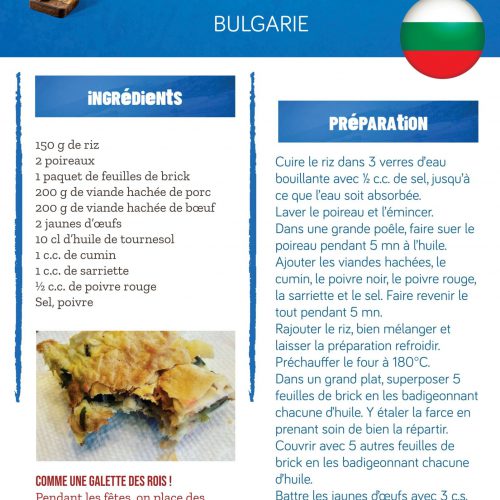 BULGARIE
iNGRéDieNtS
150 g de riz
2 poireaux
1 paquet de feuilles de brick
200 g de viande hachée de porc
200 g de viande hachée de bœuf
2 jaunes d'œufs
10 cl d'huile de tournesol
1 c.c. de cumin
1 c.c. de sarriette
½ c.c. de poivre rouge
Sel, poivre
COMME UNE GALETTE DES ROIS !
Pendant les fêtes, on place des
PRéPARAtioN
Cuire le riz dans 3 verres d'eau
bouillante avec ½ c.c. de sel, jusqu'à
ce que l'eau soit absorbée.
Laver le poireau et l'émincer.
Dans une grande poêle, faire suer le
poireau pendant 5 mn à l'huile.
Ajouter les viandes hachées, le
cumin, le poivre noir, le poivre rouge,
la sarriette et le sel. Faire revenir le
tout pendant 5 mn.
Rajouter le riz, bien mélanger et
laisser la préparation refroidir.
Préchauffer le four à 180°C.
Dans un grand plat, superposer 5
feuilles de brick en les badigeonnant
chacune d'huile. Y étaler la farce en
prenant soin de bien la répartir.
Couvrir avec 5 autres feuilles de
brick en les badigeonnant chacune
d'huile.
Battre les jaunes d'œufs avec 3 c.s.